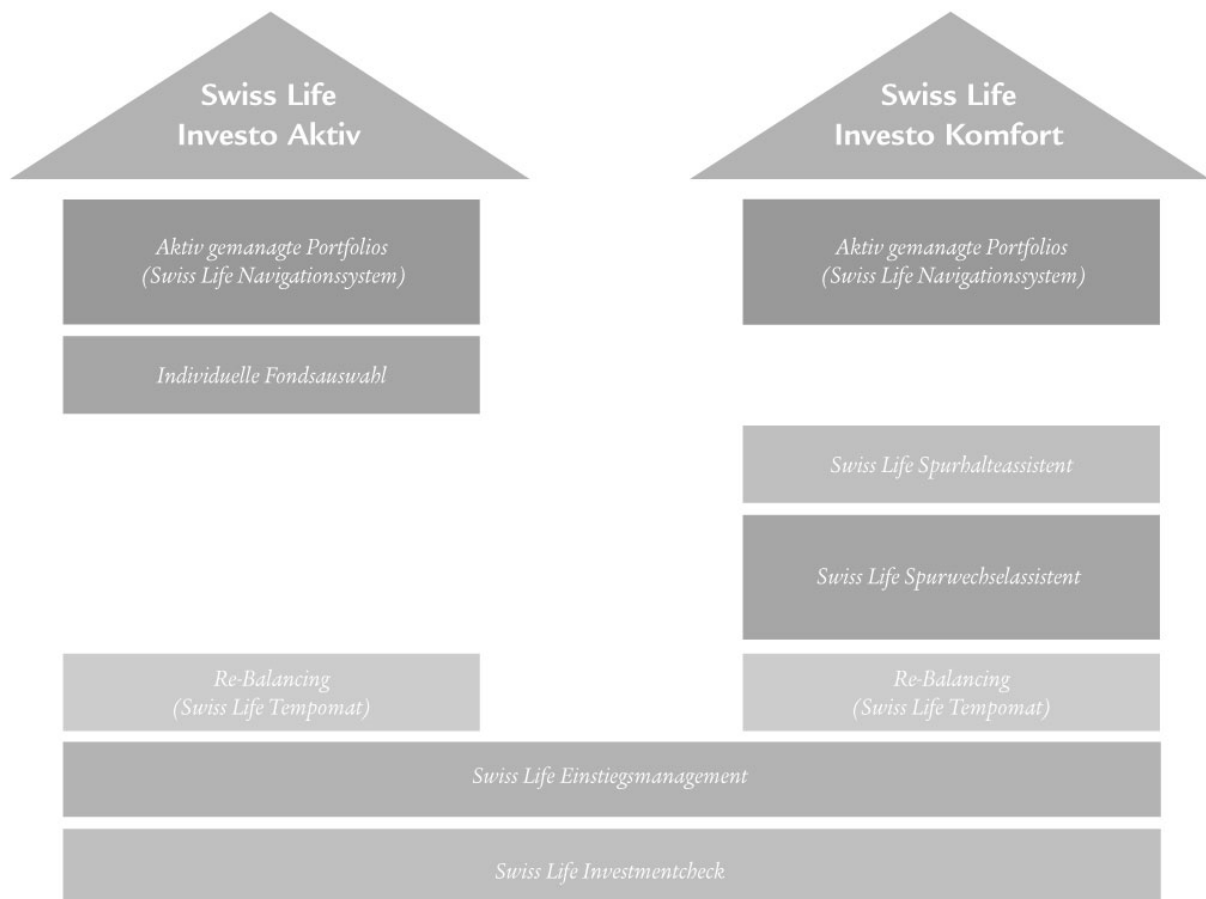 Swiss Life
Investo Aktiv
Aktiv gemanagte Portfolios
(Swiss Life Navigationssystem)
Individuelle Fondsauswahl
Re-Balancing
(Swiss Life Tempomat)
Swiss Life
Investo Komfort
Aktiv gemanagte Portfolios
(Swiss Life Navigationssystem)
Swiss Life Spurhalteassistent
Swiss Life Spurwechselassistent
Re-Balancing
(Swiss Life Tempomat)
Swiss Life Einstiegsmanagement
Swiss Life Investmentcheck